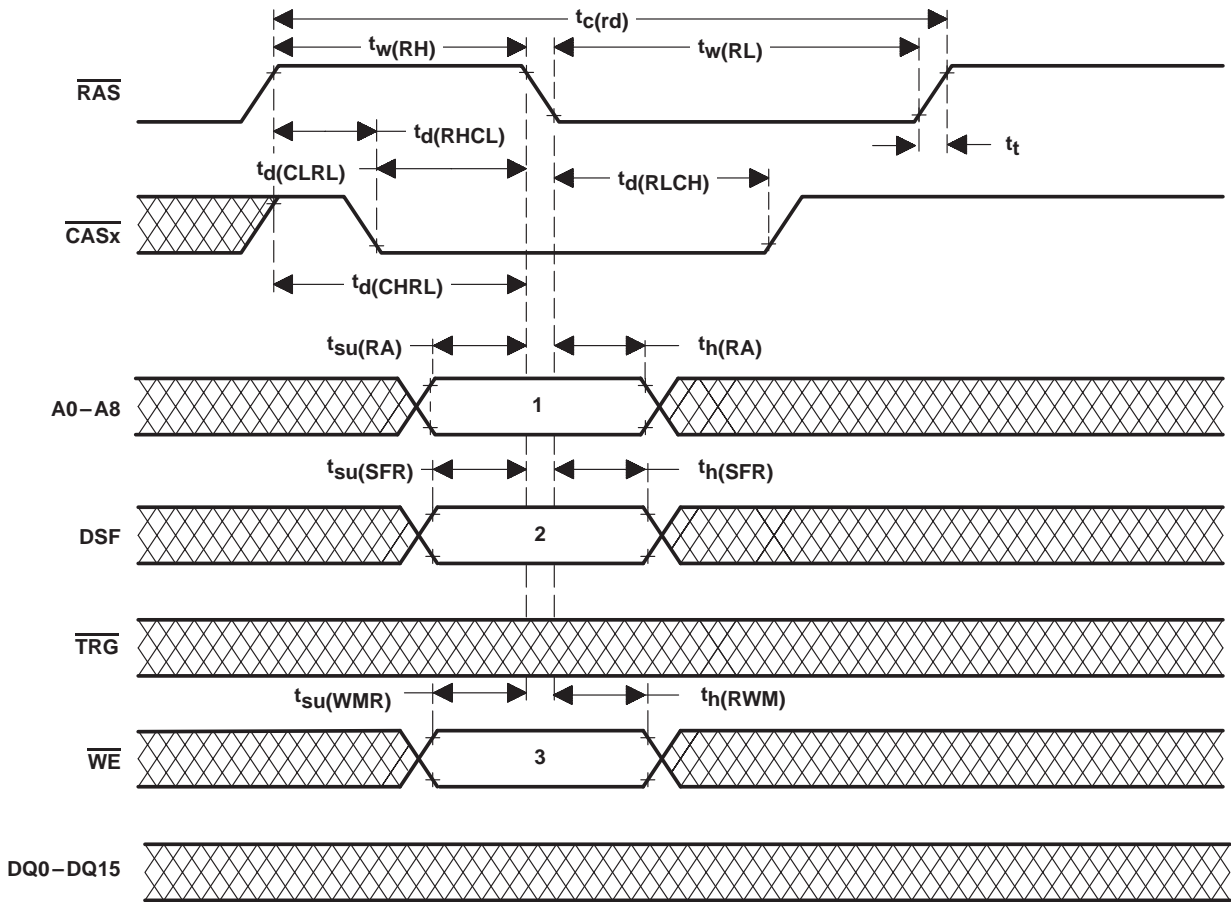 tc(rd)
tw(RH) tw(RL)
RAS
td(RHCL) tt
td(CLRL) td(RLCH)
CASx
td(CHRL)
tsu(RA) th(RA)
A0–A8 1
tsu(SFR) th(SFR)
DSF 2
TRG
tsu(WMR) th(RWM)
WE 3
DQ0–DQ15